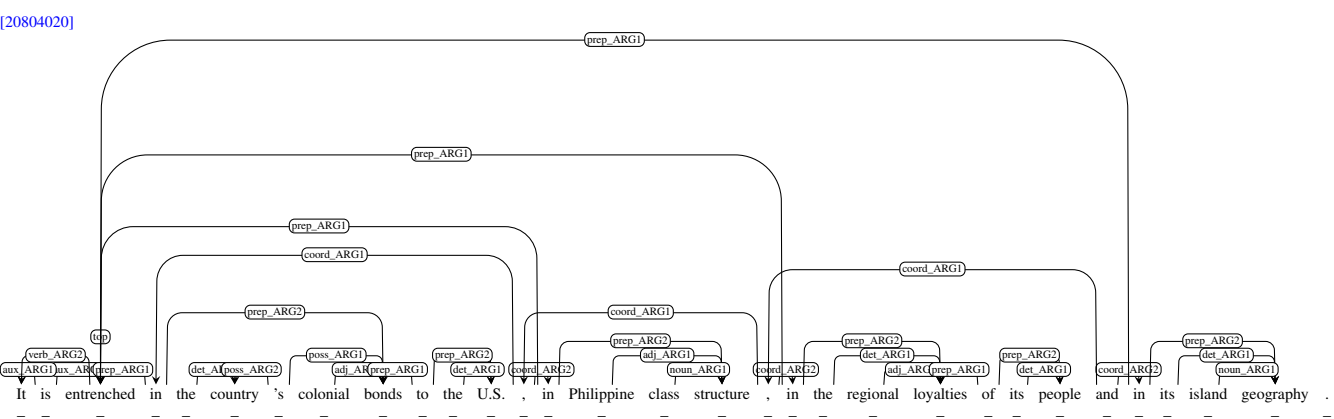 [20804020]
prep_ARG1
prep_ARG1
prep_ARG1
coord_ARG1
coord_ARG1
prep_ARG2 coord_ARG1
top prep_ARG2 prep_ARG2 prep_ARG2
verb_ARG2 poss_ARG1 prep_ARG2 adj_ARG1 det_ARG1 prep_ARG2 det_ARG1
aux_ARG1 prep_ARG1 poss_ARG2 prep_ARG1 det_ARG1 coord_ARG2 noun_ARG1 coord_ARG2 prep_ARG1 det_ARG1 coord_ARG2 noun_ARG1
It is entrenched in the country 's colonial bonds to the U.S. , in Philippine class structure , in the regional loyalties of its people and in its island geography .